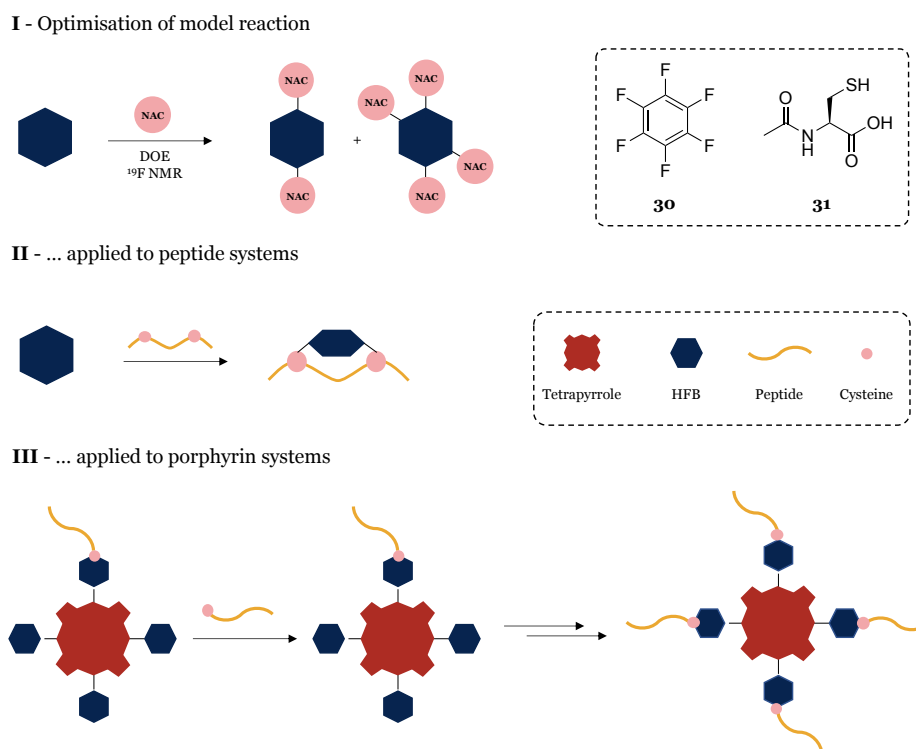 I - Optimisation of model reaction
NAC
DOE
¹⁹F NMR
NAC
NAC
+
NAC
NAC
NAC
NAC
F
F
F
F
F
F
30
O
N
H
SH
OH
O
31
II - ... applied to peptide systems
Tetrapyrrole
HFB
Peptide
Cysteine
III - ... applied to porphyrin systems